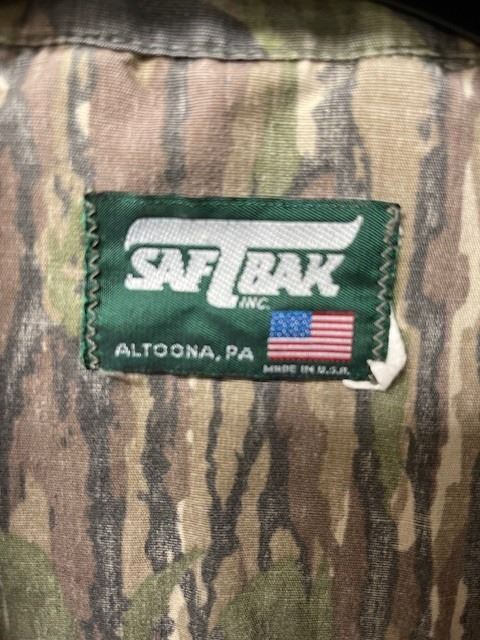 SAFTBAK
INC.
ALTOONA, PA
MADE IN U.S.A.